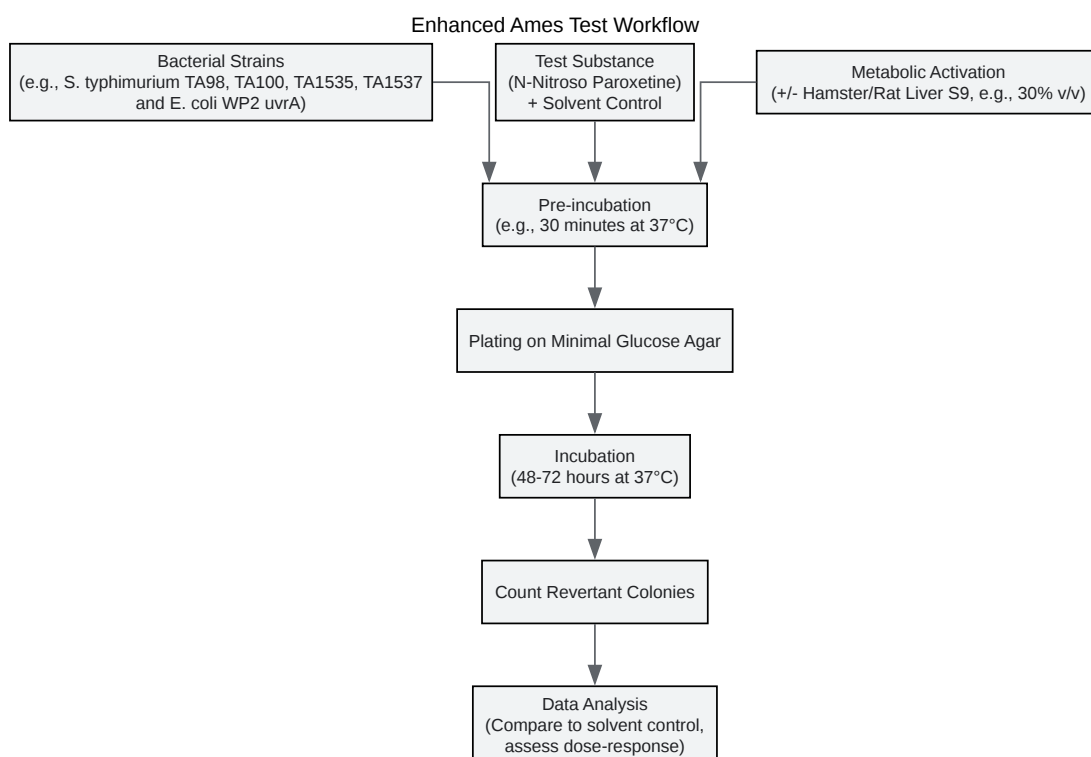 Enhanced Ames Test Workflow
Bacterial Strains
(e.g., S. typhimurium TA98, TA100, TA1535, TA1537
and E. coli WP2 uvrA)
Test Substance
(N-Nitroso Paroxetine)
+ Solvent Control
Metabolic Activation
(+/- Hamster/Rat Liver S9, e.g., 30% v/v)
Pre-incubation
(e.g., 30 minutes at 37°C)
Plating on Minimal Glucose Agar
Incubation
(48-72 hours at 37°C)
Count Revertant Colonies
Data Analysis
(Compare to solvent control,
assess dose-response)